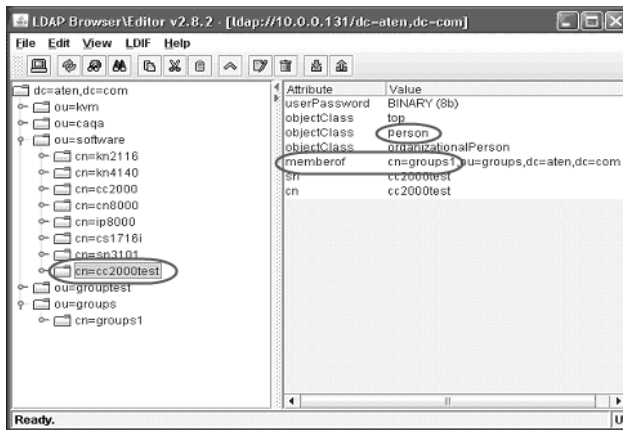 LDAP Browser\Editor v2.8.2 - [ldap://10.0.0.131/dc=aten,dc=com]
File Edit View LDIF Help
dc=aten,dc=com
ou=kvm
ou=caqa
ou=software
cn=kn2116
cn=kn4140
cn=cc2000
cn=cn8000
cn=ip8000
cn=cs1716i
cn=sn3101
cn=cc2000test
ou=grouptest
ou=groups
cn=groups1
Attribute Value
userPassword BINARY (8b)
objectClass top
objectClass person
objectClass organizationalPerson
memberof cn=groups1,ou=groups,dc=aten,dc=com
sn cc2000test
cn cc2000test
Ready.
U